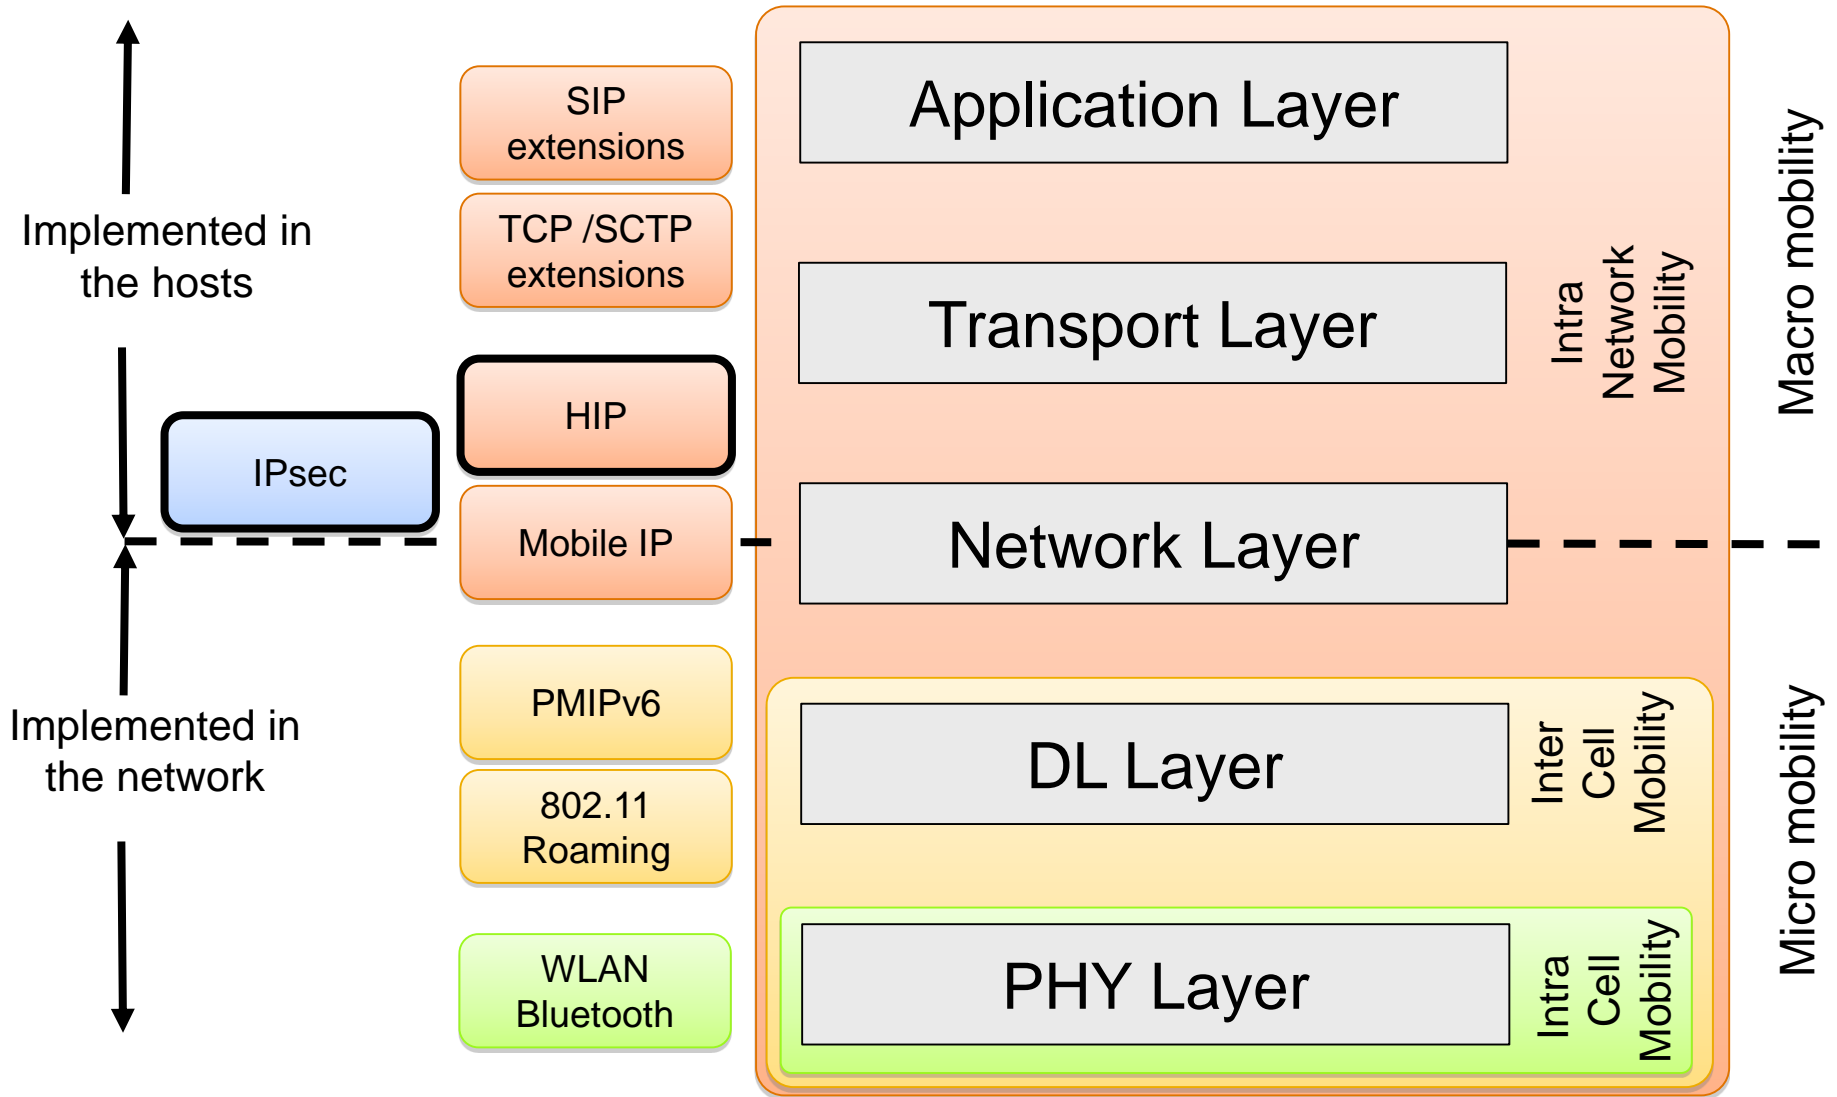 Implemented in
the hosts
Implemented in
the network
IPsec
SIP
extensions
TCP /SCTP
extensions
HIP
Mobile IP
PMIPv6
802.11
Roaming
WLAN
Bluetooth
Application Layer
Transport Layer
Network Layer
DL Layer
PHY Layer
Intra
Network
Mobility
Inter
Cell
Mobility
Intra
Cell
Mobility
Macro mobility
Micro mobility